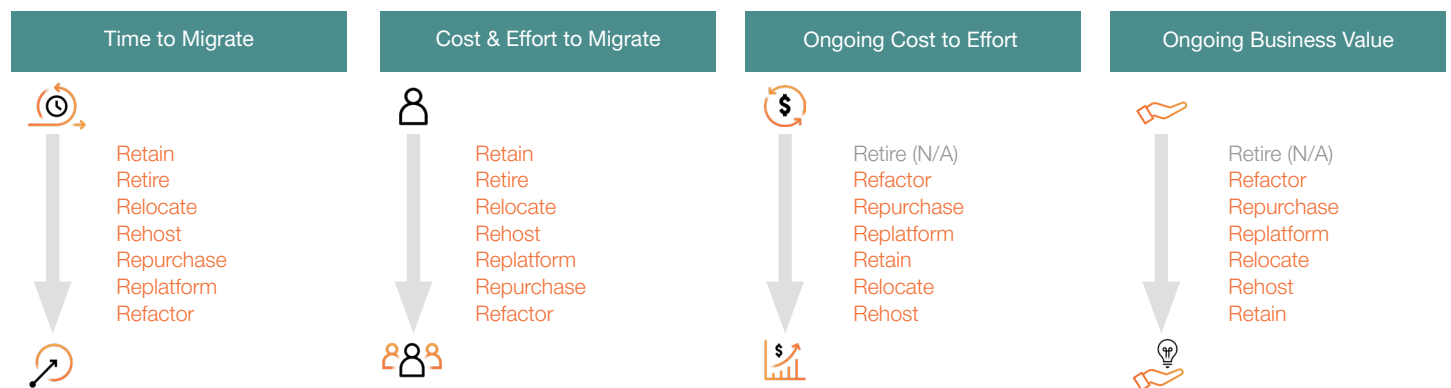 Time to Migrate
Retain
Retire
Relocate
Rehost
Repurchase
Replatform
Refactor
Cost & Effort to Migrate
Retain
Retire
Relocate
Rehost
Replatform
Repurchase
Refactor
Ongoing Cost to Effort
$
Retire (N/A)
Refactor
Repurchase
Replatform
Retain
Relocate
Rehost
$
Ongoing Business Value
Retire (N/A)
Refactor
Repurchase
Replatform
Relocate
Rehost
Retain